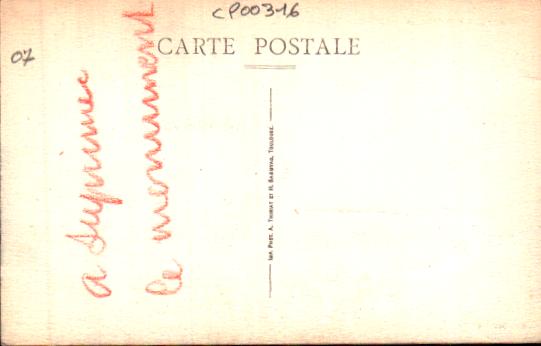 CP00316
07
CARTE POSTALE
a Supprimer
le monument
IMP. PHOT. A. THIRIAT ET H. BASUYAU, TOULOUSE.